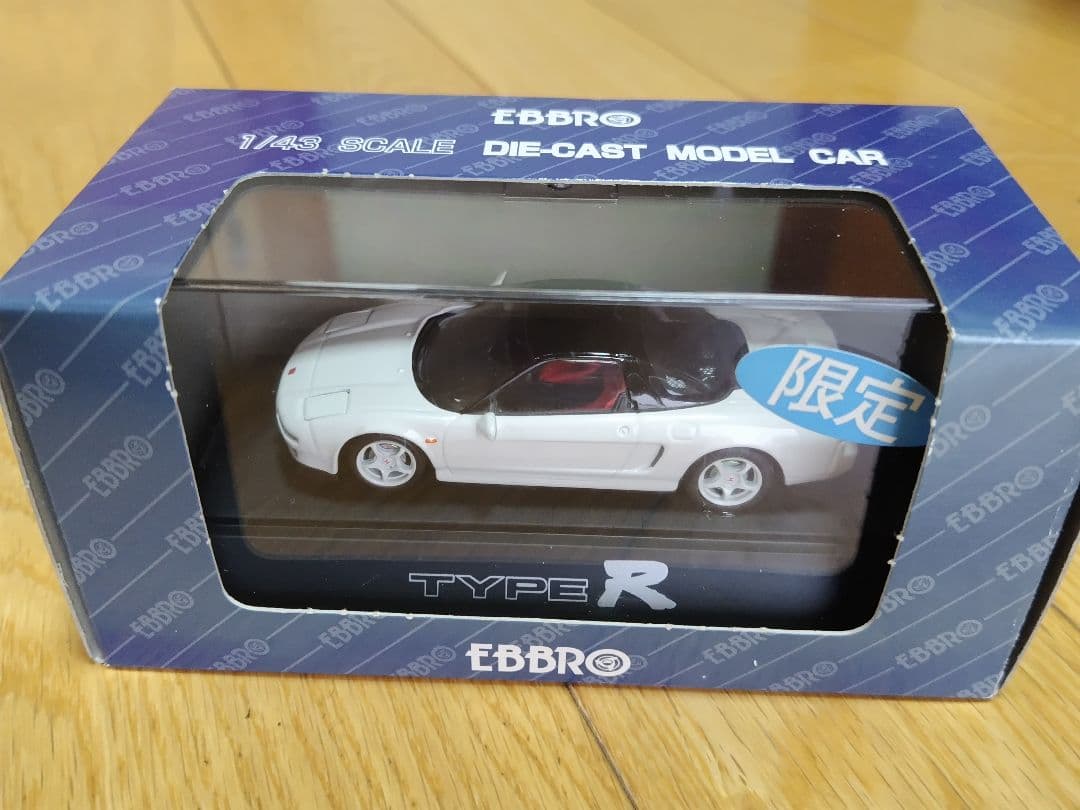 EBBRO
1/43 SCALE DIE-CAST MODEL CAR
限定
TYPE R
EBBRO